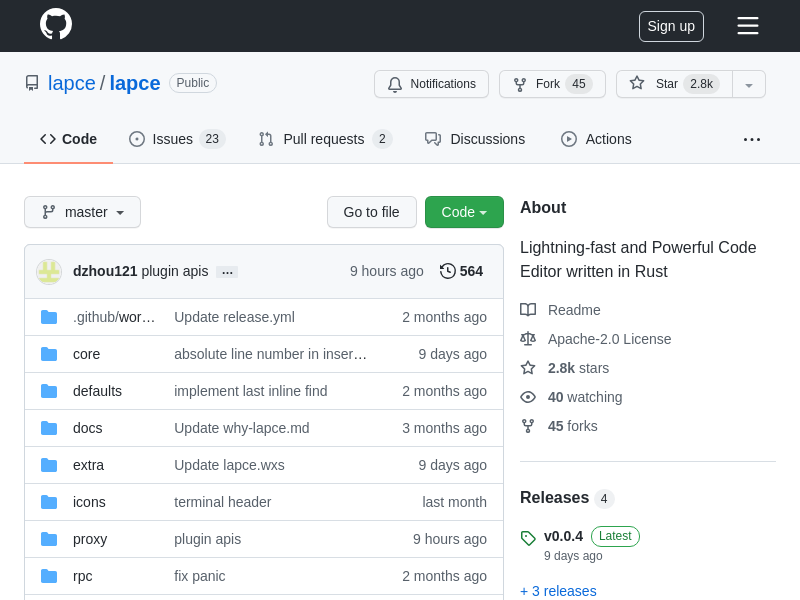 Sign up
lapce / lapce Public
Notifications Fork 45 Star 2.8k
Code Issues 23 Pull requests 2 Discussions Actions ...
master Go to file Code
dzhou121 plugin apis ... 9 hours ago 564
.github/wor… Update release.yml 2 months ago
core absolute line number in inser… 9 days ago
defaults implement last inline find 2 months ago
docs Update why-lapce.md 3 months ago
extra Update lapce.wxs 9 days ago
icons terminal header last month
proxy plugin apis 9 hours ago
rpc fix panic 2 months ago
About
Lightning-fast and Powerful Code
Editor written in Rust
Readme
Apache-2.0 License
2.8k stars
40 watching
45 forks
Releases 4
v0.0.4 Latest
9 days ago
+ 3 releases